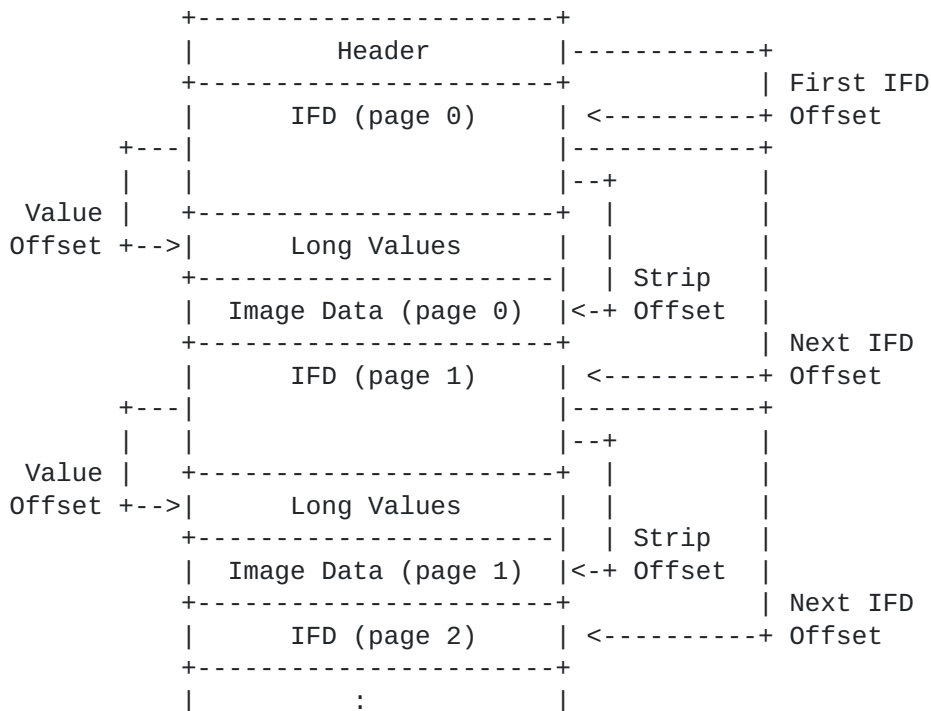 Header
First IFD
IFD (page 0) Offset
Value
Offset Long Values
Strip
Image Data (page 0) Offset
Next IFD
IFD (page 1) Offset
Value
Offset Long Values
Strip
Image Data (page 1) Offset
Next IFD
IFD (page 2) Offset
: